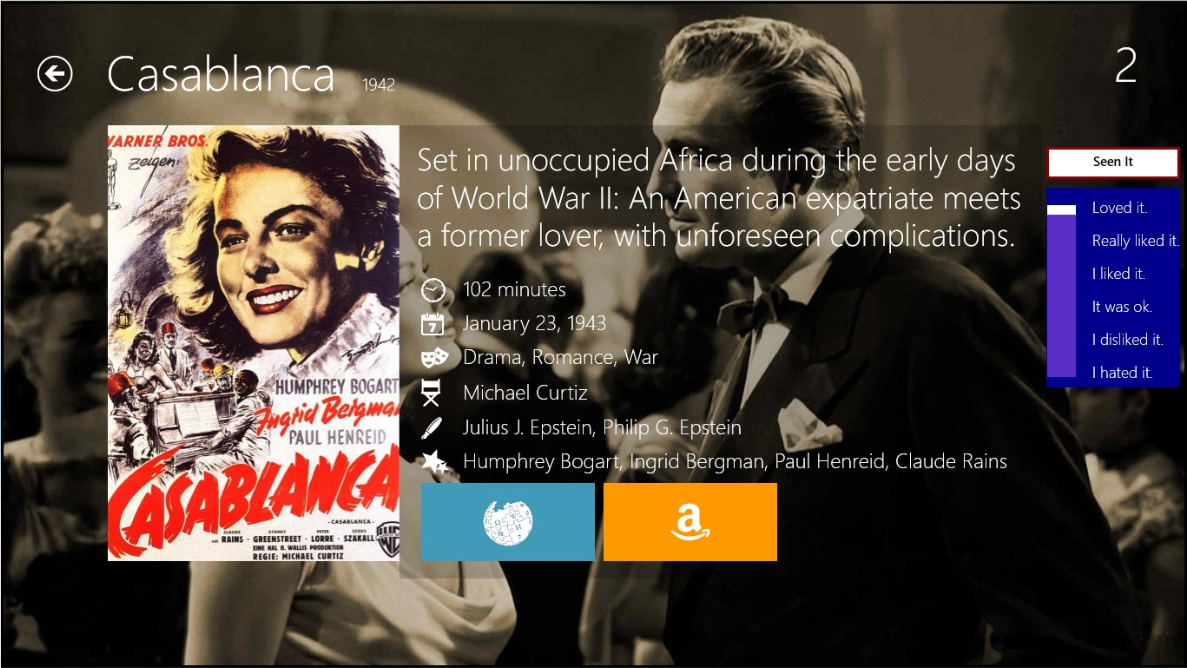 Casablanca 1942
2
WARNER BROS.
zeigen:
HUMPHREY BOGART
Ingrid Bergman
PAUL HENREID
CASABLANCA
- CASABLANCA -
CLAUDE SYDNEY PETER
RAINS · GREENSTREET · LORRE · SZAKALL
EINE HAL B. WALLIS PRODUKTION
REGIE: MICHAEL CURTIZ
Set in unoccupied Africa during the early days
of World War II: An American expatriate meets
a former lover, with unforeseen complications.
102 minutes
7
January 23, 1943
Drama, Romance, War
Michael Curtiz
Julius J. Epstein, Philip G. Epstein
Humphrey Bogart, Ingrid Bergman, Paul Henreid, Claude Rains
a
Seen It
Loved it.
Really liked it.
I liked it.
It was ok.
I disliked it.
I hated it.